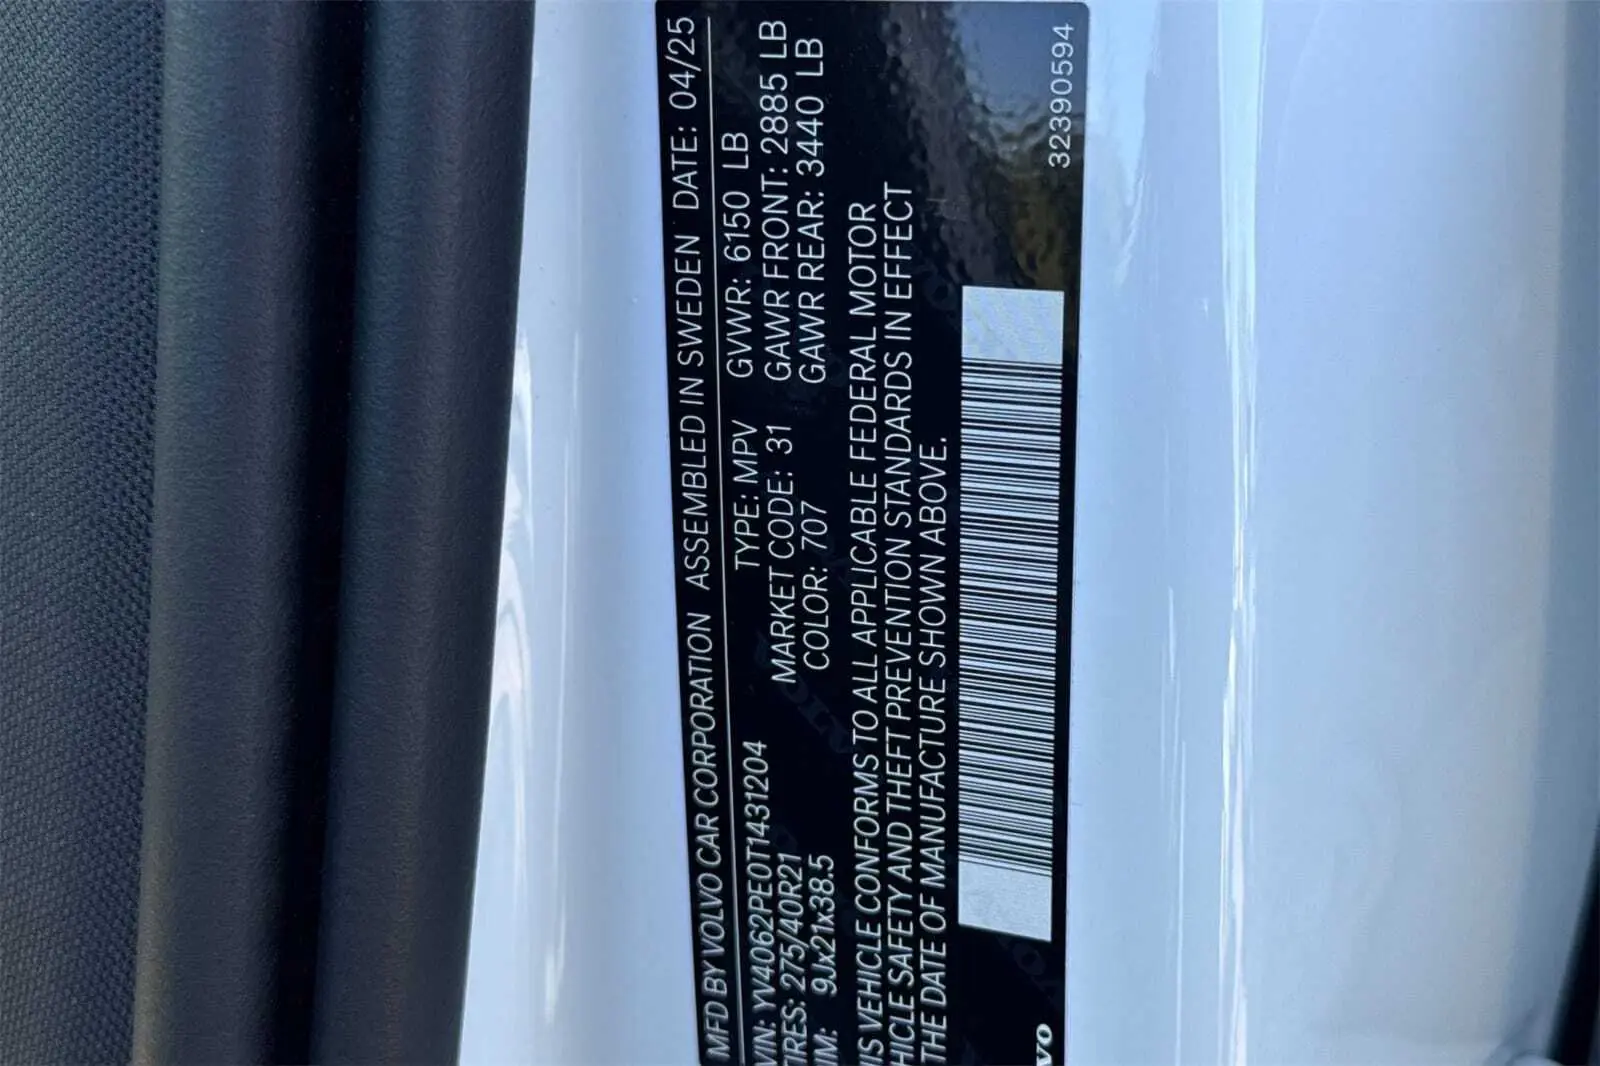 MFD BY VOLVO CAR CORPORATION ASSEMBLED IN SWEDEN DATE: 04/25
VIN: YV4062PE0T1431204 TYPE: MPV GVWR: 6150 LB
TIRES: 275/40R21 MARKET CODE: 31 GAWR FRONT: 2885 LB
RIM: 9Jx21x38.5 COLOR: 707 GAWR REAR: 3440 LB
THIS VEHICLE CONFORMS TO ALL APPLICABLE FEDERAL MOTOR
VEHICLE SAFETY AND THEFT PREVENTION STANDARDS IN EFFECT
THE DATE OF MANUFACTURE SHOWN ABOVE.
32390594